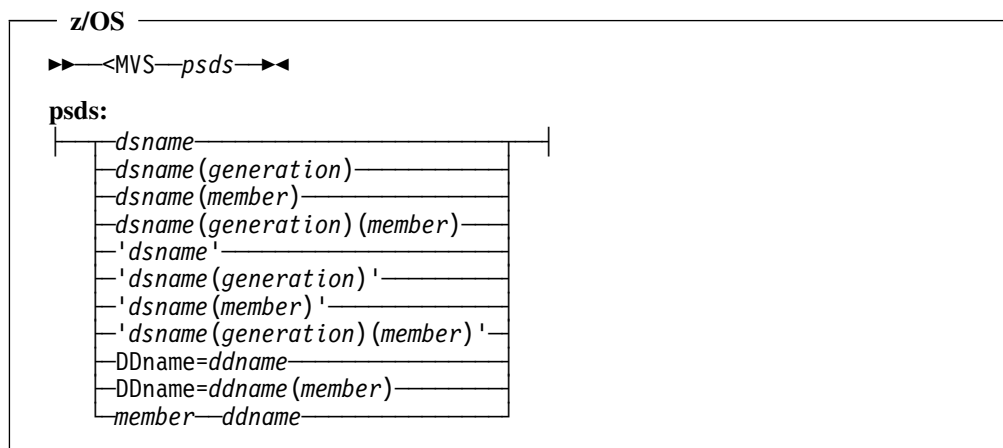 z/OS
►►──<MVS──psds──►◄
psds:
├──┬─dsname──────────────────────┬──┤
├─dsname(generation)──────────┤
├─dsname(member)──────────────┤
├─dsname(generation)(member)──┤
├─'dsname'────────────────────┤
├─'dsname(generation)'────────┤
├─'dsname(member)'────────────┤
├─'dsname(generation)(member)'─┤
├─DDname=ddname───────────────┤
├─DDname=ddname(member)───────┤
└─member──ddname──────────────┘